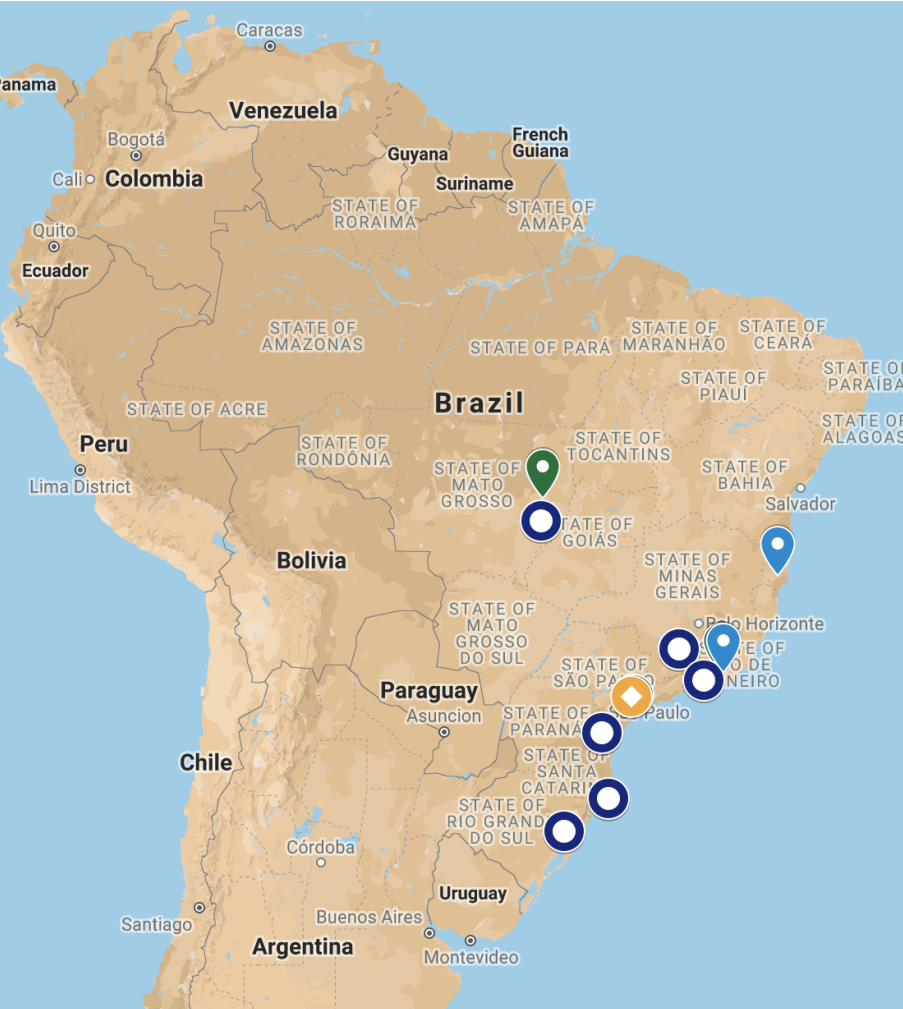 Caracas
Panama
Venezuela
French
Guiana
Bogotá
Guyana
Cali
Colombia
Suriname
STATE OF
RORAIMA
STATE OF
AMAPÁ
Quito
Ecuador
STATE OF
AMAZONAS
STATE OF PARÁ
STATE OF
MARANHÃO
STATE OF
CEARÁ
STATE OF
PARAÍBA
STATE OF
PIAUÍ
Brazil
STATE OF ACRE
STATE OF
ALAGOAS
Peru
STATE OF
RONDÔNIA
STATE OF
TOCANTINS
STATE OF
MATO
GROSSO
STATE OF
BAHIA
Lima District
Salvador
STATE OF
GOIÁS
Bolivia
STATE OF
MINAS
GERAIS
STATE OF
MATO
GROSSO
DO SUL
Belo Horizonte
STATE OF
SÃO PAULO
STATE OF
RIO DE
JANEIRO
Paraguay
Asuncion
São Paulo
STATE OF
PARANÁ
Chile
STATE OF
SANTA
CATARINA
STATE OF
RIO GRANDE
DO SUL
Córdoba
Uruguay
Santiago
Buenos Aires
Argentina
Montevideo